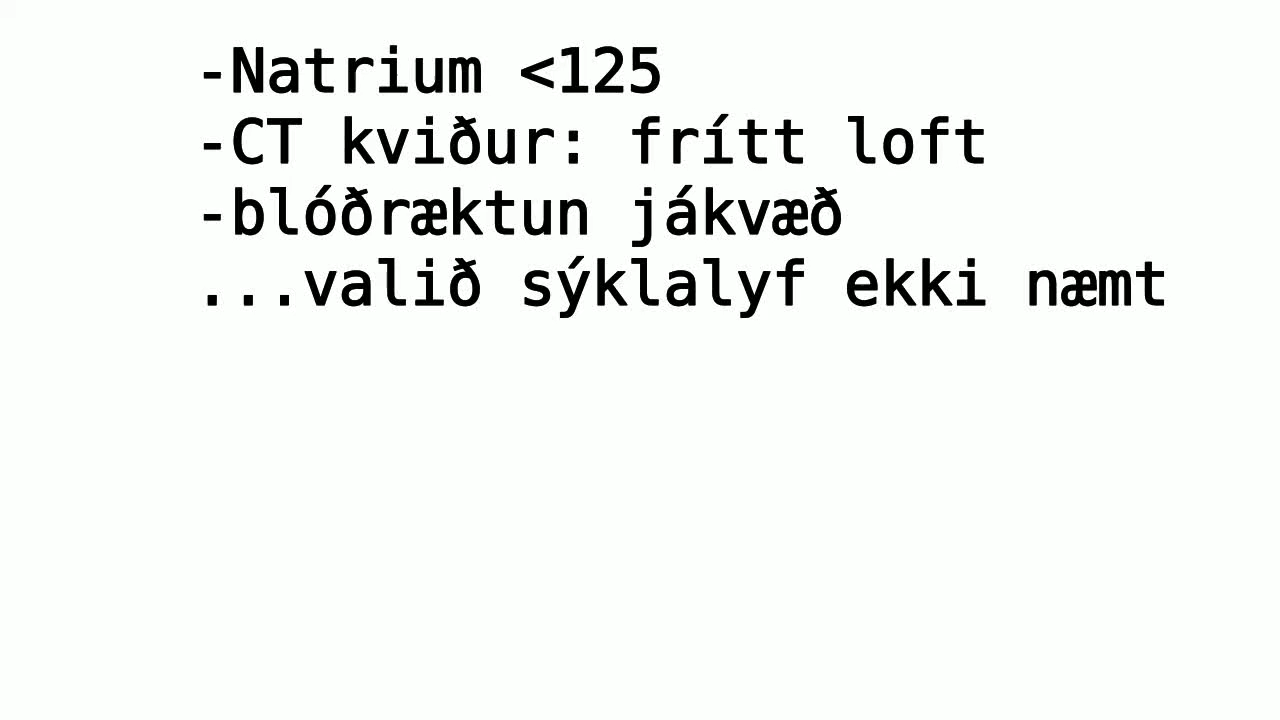 -Natrium <125
-CT kviður: frítt loft
-blóðræktun jákvæð
...valið sýklalyf ekki næmt